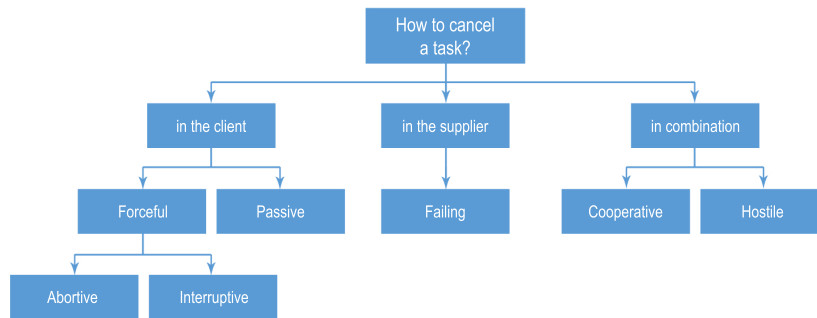 How to cancel
a task?
in the client
in the supplier
in combination
Forceful
Passive
Failing
Cooperative
Hostile
Abortive
Interruptive